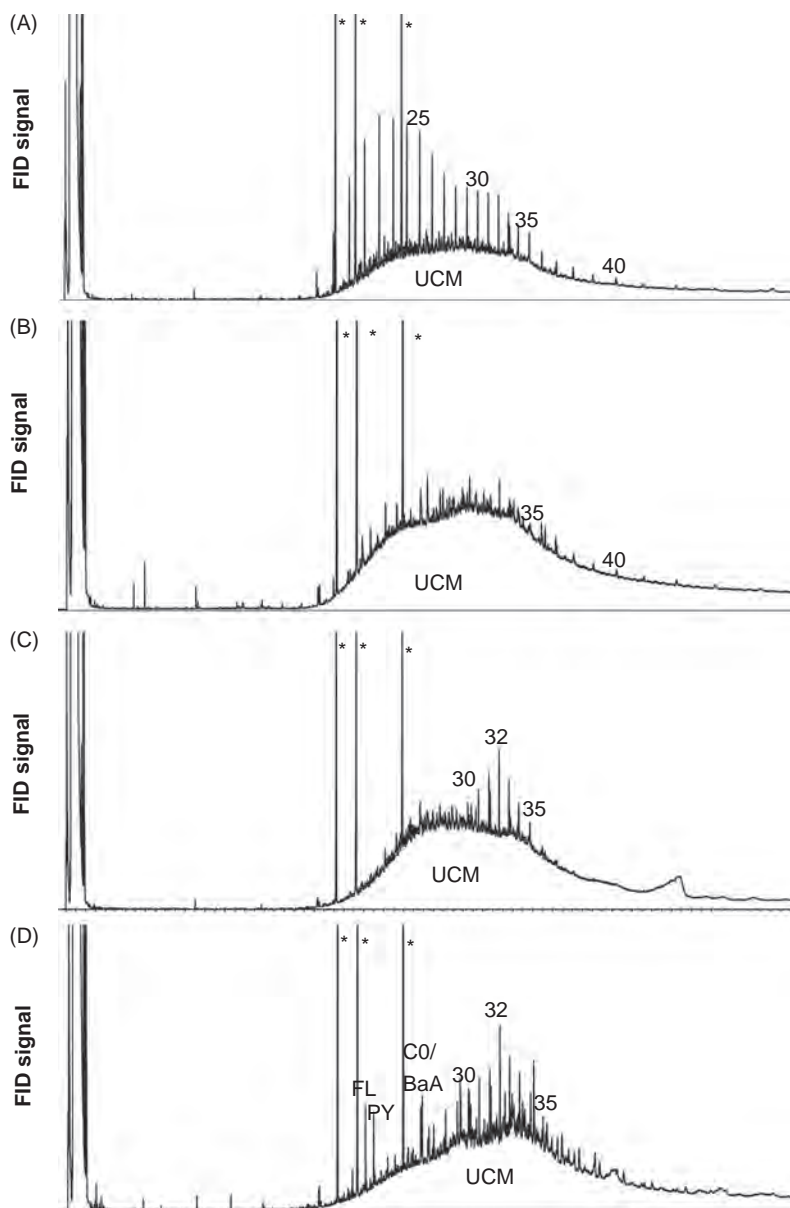 (A)
FID signal
* * *
25
30
35
40
UCM
(B)
FID signal
* * *
35
40
UCM
(C)
FID signal
* * *
32
30
35
UCM
(D)
FID signal
* * *
32
C0/
BaA
30
FL
PY
35
UCM